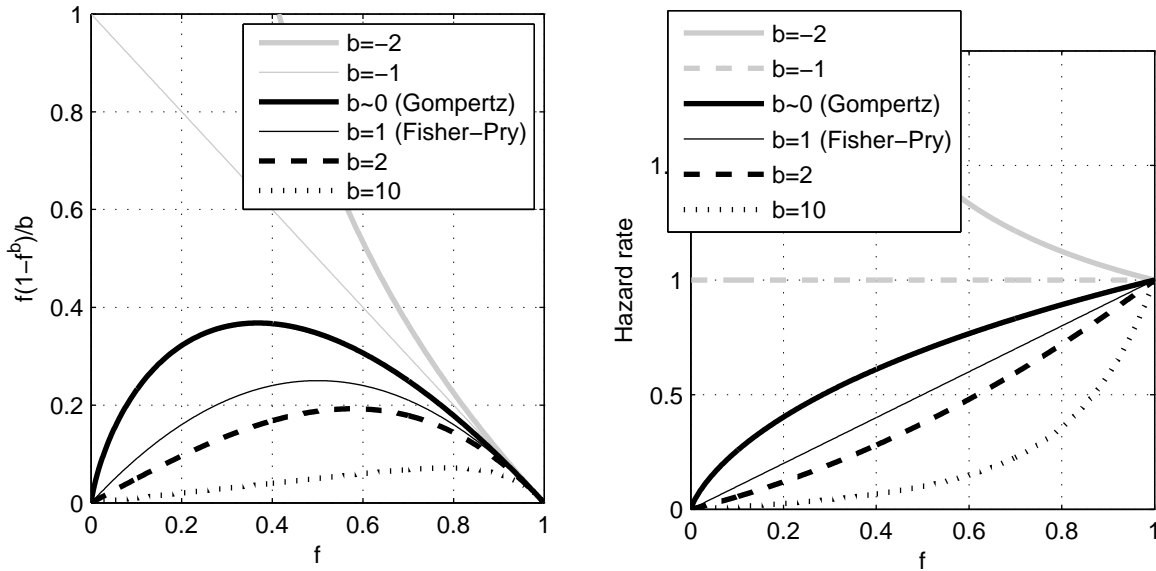 f(1−f^b)/b
1
0.8
0.6
0.4
0.2
0
0
0.2
0.4
0.6
0.8
1
f
b=−2
b=−1
b~0 (Gompertz)
b=1 (Fisher−Pry)
b=2
b=10
Hazard rate
1.
1
0.5
0
0
0.2
0.4
0.6
0.8
1
f
b=−2
b=−1
b~0 (Gompertz)
b=1 (Fisher−Pry)
b=2
b=10